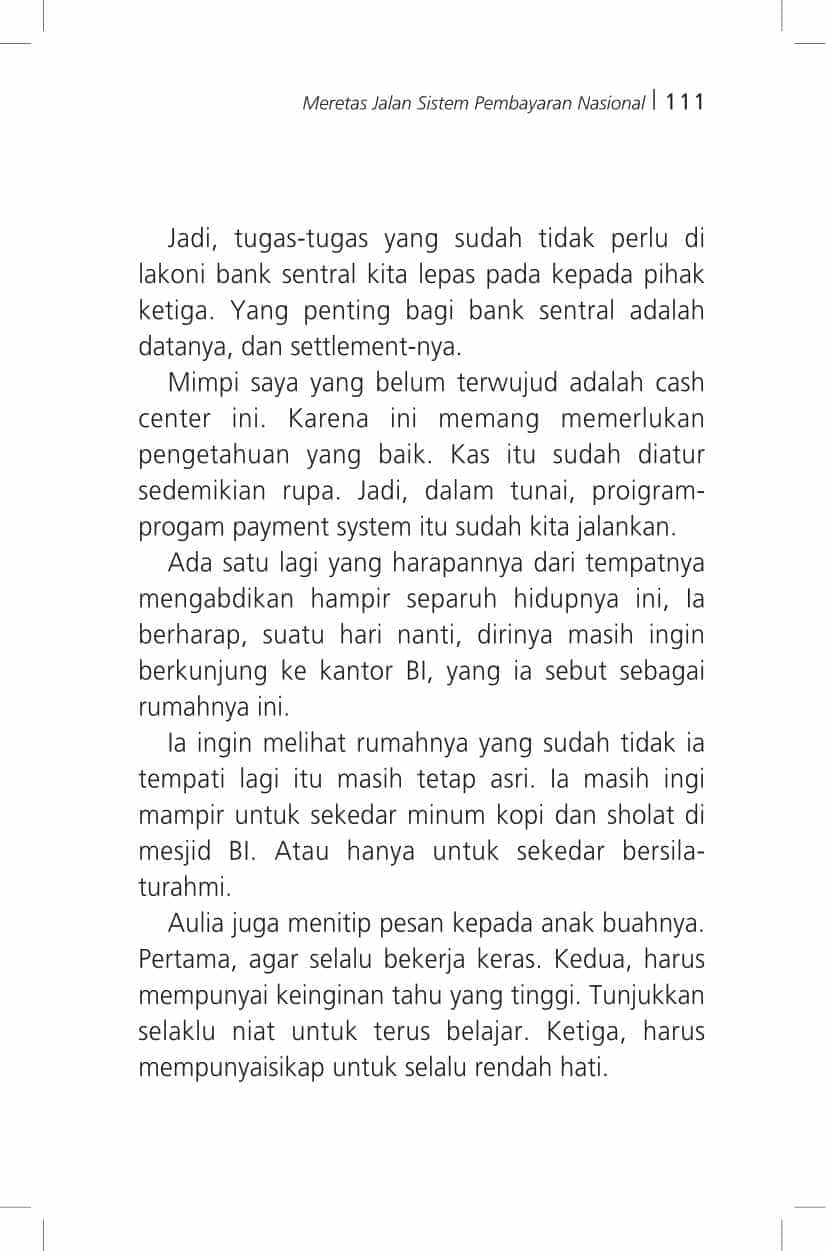 Meretas Jalan Sistem Pembayaran Nasional | 111
Jadi, tugas-tugas yang sudah tidak perlu di
lakoni bank sentral kita lepas pada kepada pihak
ketiga. Yang penting bagi bank sentral adalah
datanya, dan settlement-nya.
Mimpi saya yang belum terwujud adalah cash
center ini. Karena ini memang memerlukan
pengetahuan yang baik. Kas itu sudah diatur
sedemikian rupa. Jadi, dalam tunai, proigram-
progam payment system itu sudah kita jalankan.
Ada satu lagi yang harapannya dari tempatnya
mengabdikan hampir separuh hidupnya ini, Ia
berharap, suatu hari nanti, dirinya masih ingin
berkunjung ke kantor BI, yang ia sebut sebagai
rumahnya ini.
Ia ingin melihat rumahnya yang sudah tidak ia
tempati lagi itu masih tetap asri. Ia masih ingi
mampir untuk sekedar minum kopi dan sholat di
mesjid BI. Atau hanya untuk sekedar bersila-
turahmi.
Aulia juga menitip pesan kepada anak buahnya.
Pertama, agar selalu bekerja keras. Kedua, harus
mempunyai keinginan tahu yang tinggi. Tunjukkan
selaklu niat untuk terus belajar. Ketiga, harus
mempunyaisikap untuk selalu rendah hati.